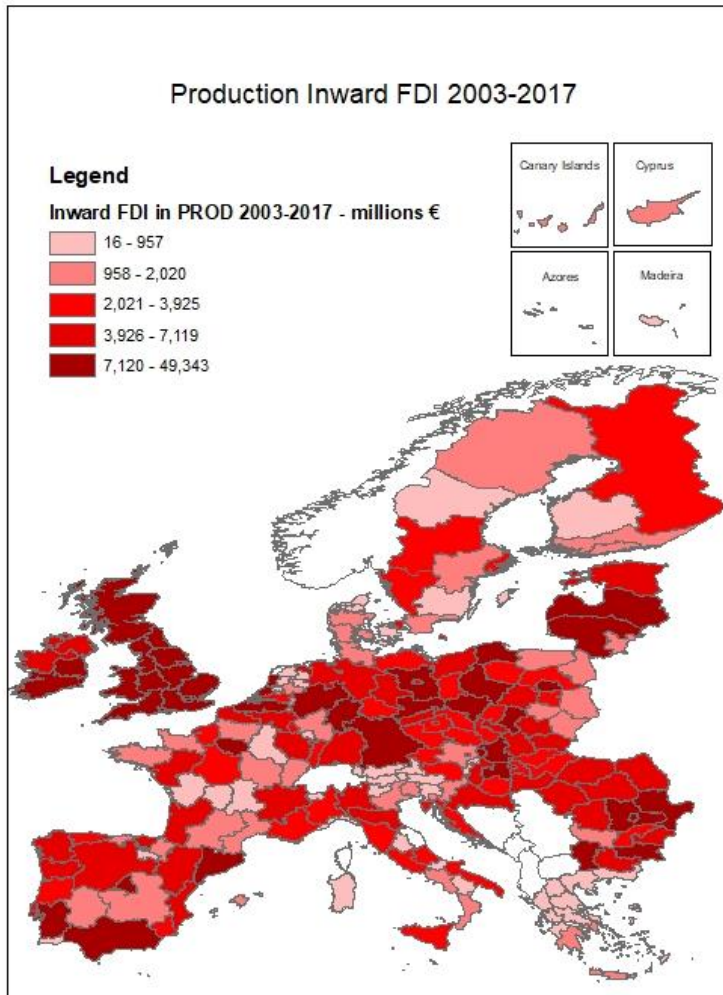 Production Inward FDI 2003-2017
Canary Islands
Cyprus
Legend
Inward FDI in PROD 2003-2017 - millions €
16 - 957
958 - 2,020
2,021 - 3,925
3,926 - 7,119
7,120 - 49,343
Azores
Madeira